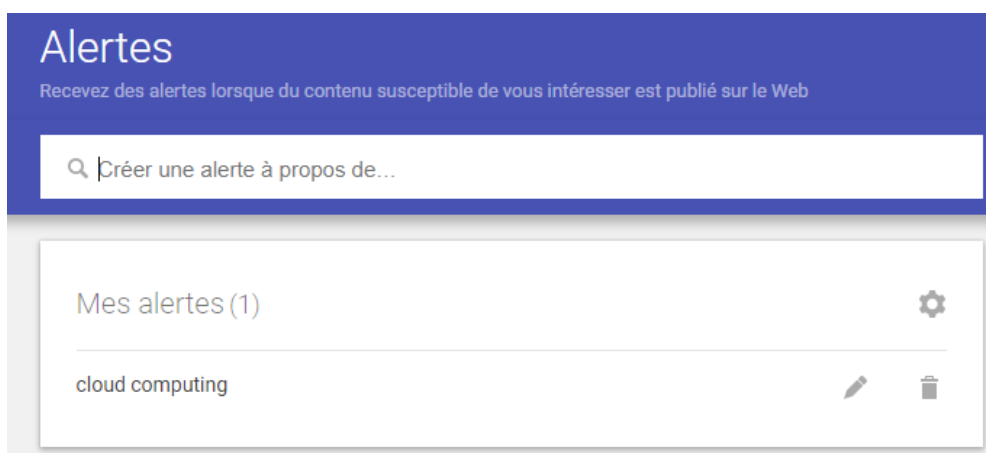 Alertes
Recevez des alertes lorsque du contenu susceptible de vous intéresser est publié sur le Web
Créer une alerte à propos de...
Mes alertes (1)
cloud computing